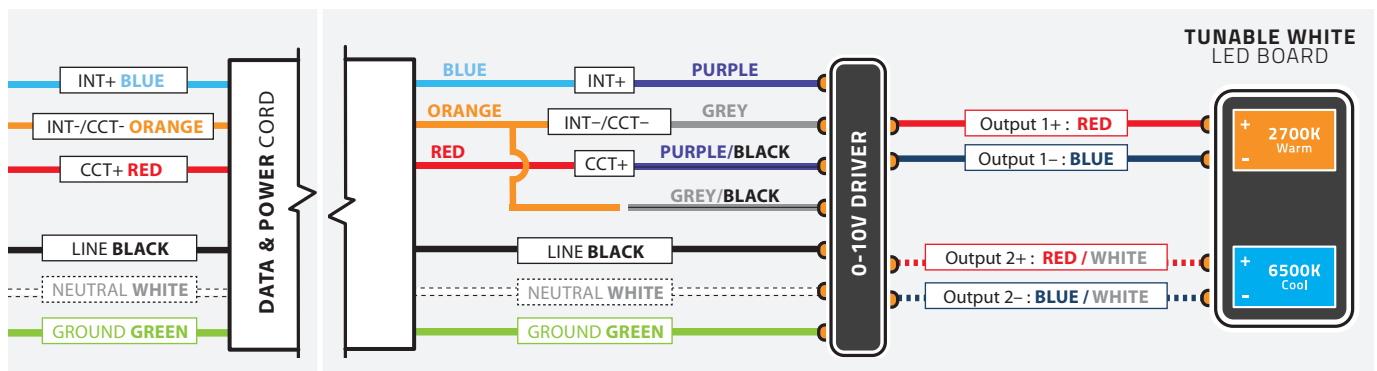 TUNABLE WHITE
LED BOARD
INT+ BLUE
INT-/CCT- ORANGE
CCT+ RED
LINE BLACK
NEUTRAL WHITE
GROUND GREEN
DATA & POWER CORD
BLUE
INT+
PURPLE
ORANGE
INT–/CCT–
GREY
RED
CCT+
PURPLE/BLACK
GREY/BLACK
LINE BLACK
NEUTRAL WHITE
GROUND GREEN
0-10V DRIVER
Output 1+ : RED
Output 1– : BLUE
Output 2+ : RED / WHITE
Output 2– : BLUE / WHITE
+
2700K
Warm
-
+
6500K
Cool
-